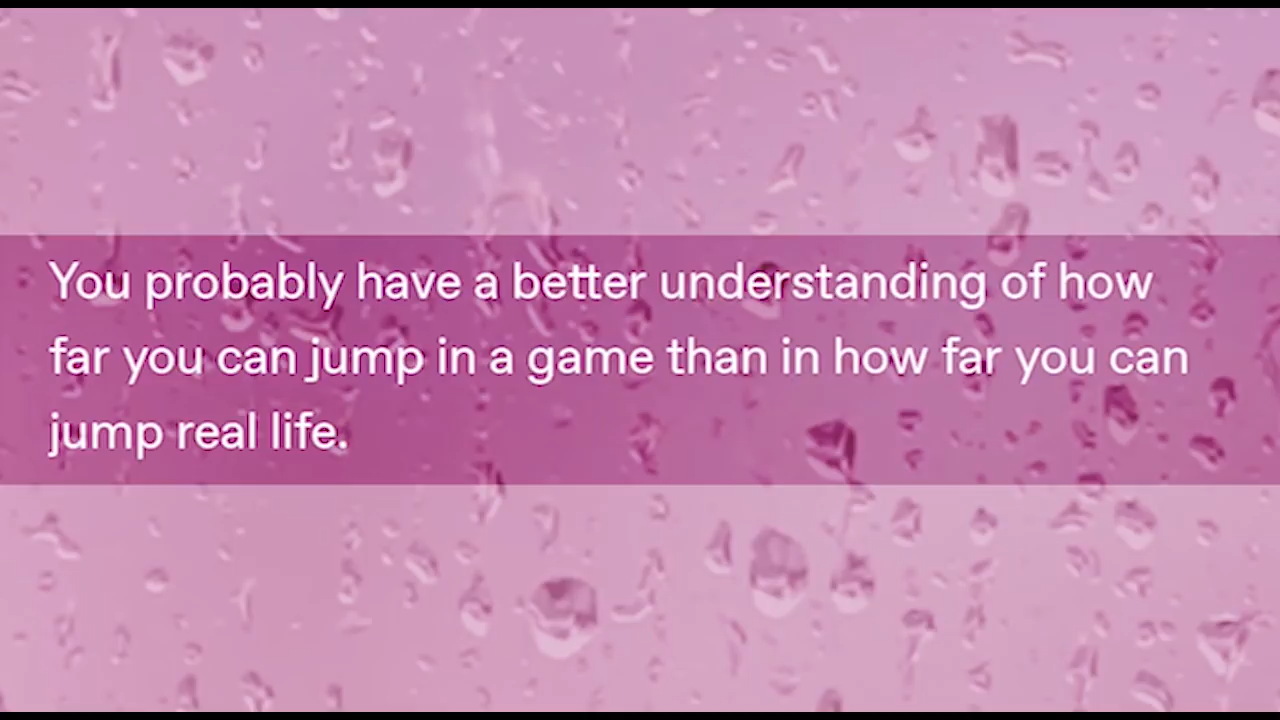 You probably have a better understanding of how
far you can jump in a game than in how far you can
jump real life.